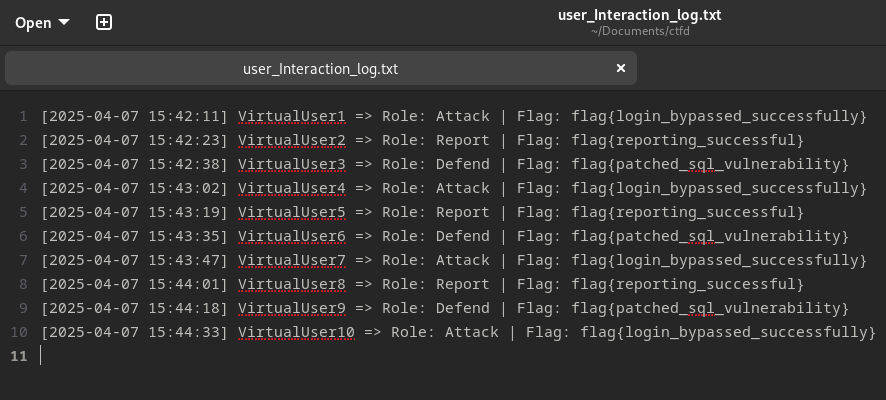 Open
user_Interaction_log.txt
~/Documents/ctfd
user_Interaction_log.txt
1 [2025-04-07 15:42:11] VirtualUser1 => Role: Attack | Flag: flag{login_bypassed_successfully}
2 [2025-04-07 15:42:23] VirtualUser2 => Role: Report | Flag: flag{reporting_successful}
3 [2025-04-07 15:42:38] VirtualUser3 => Role: Defend | Flag: flag{patched_sql_vulnerability}
4 [2025-04-07 15:43:02] VirtualUser4 => Role: Attack | Flag: flag{login_bypassed_successfully}
5 [2025-04-07 15:43:19] VirtualUser5 => Role: Report | Flag: flag{reporting_successful}
6 [2025-04-07 15:43:35] VirtualUser6 => Role: Defend | Flag: flag{patched_sql_vulnerability}
7 [2025-04-07 15:43:47] VirtualUser7 => Role: Attack | Flag: flag{login_bypassed_successfully}
8 [2025-04-07 15:44:01] VirtualUser8 => Role: Report | Flag: flag{reporting_successful}
9 [2025-04-07 15:44:18] VirtualUser9 => Role: Defend | Flag: flag{patched_sql_vulnerability}
10 [2025-04-07 15:44:33] VirtualUser10 => Role: Attack | Flag: flag{login_bypassed_successfully}
11